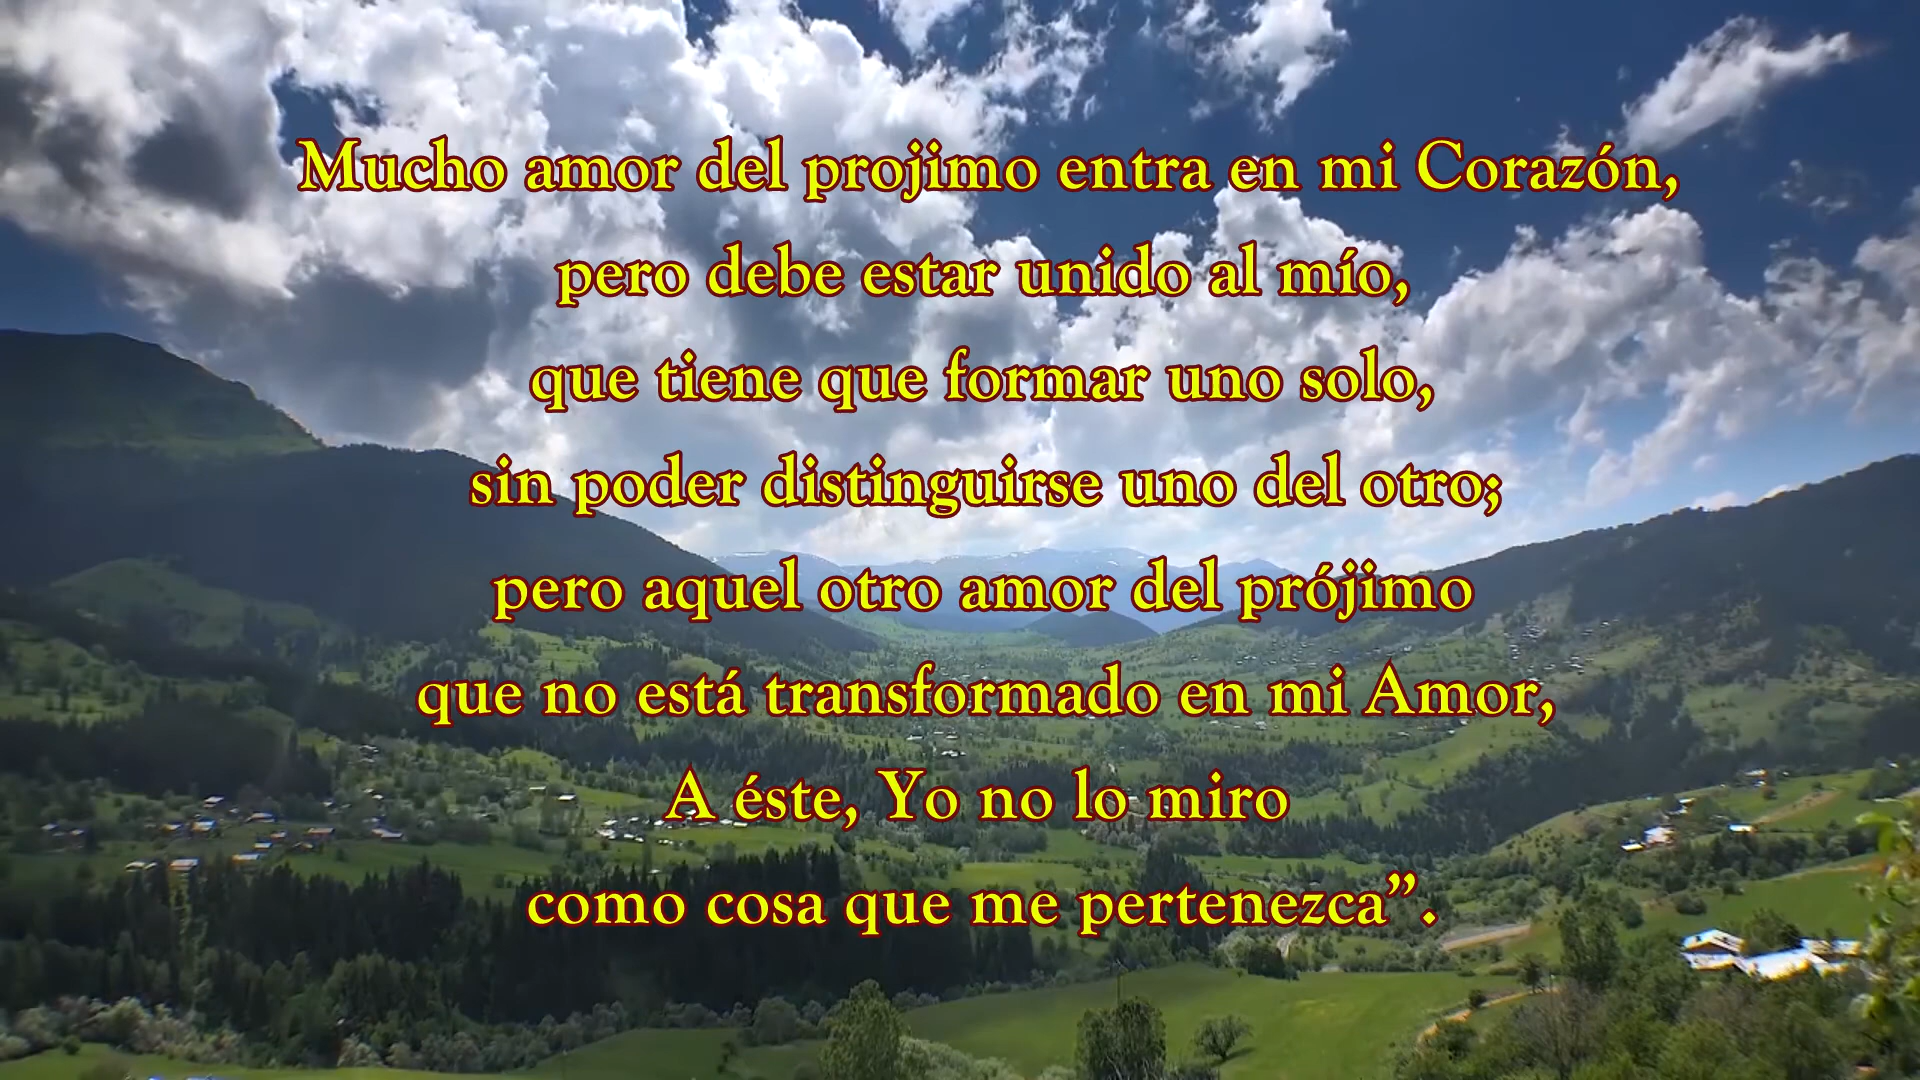 Mucho amor del projimo entra en mi Corazón,
pero debe estar unido al mío,
que tiene que formar uno solo,
sin poder distinguirse uno del otro;
pero aquel otro amor del prójimo
que no está transformado en mi Amor,
A éste, Yo no lo miro
como cosa que me pertenezca”.